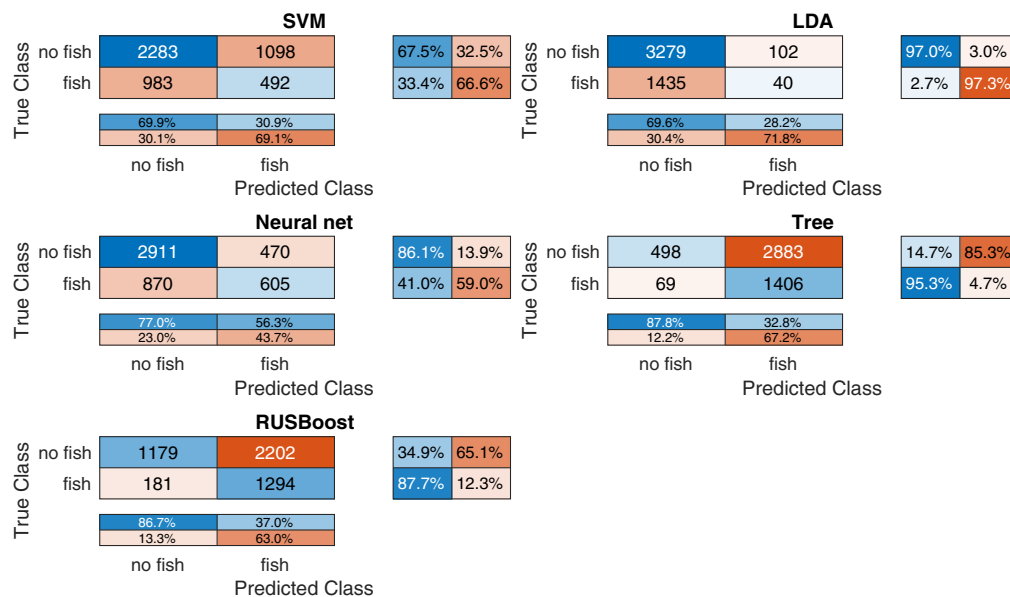 SVM
True Class
no fish 2283 1098 67.5% 32.5%
fish 983 492 33.4% 66.6%
69.9% 30.9%
30.1% 69.1%
no fish fish
Predicted Class
LDA
True Class
no fish 3279 102 97.0% 3.0%
fish 1435 40 2.7% 97.3%
69.6% 28.2%
30.4% 71.8%
no fish fish
Predicted Class
Neural net
True Class
no fish 2911 470 86.1% 13.9%
fish 870 605 41.0% 59.0%
77.0% 56.3%
23.0% 43.7%
no fish fish
Predicted Class
Tree
True Class
no fish 498 2883 14.7% 85.3%
fish 69 1406 95.3% 4.7%
87.8% 32.8%
12.2% 67.2%
no fish fish
Predicted Class
RUSBoost
True Class
no fish 1179 2202 34.9% 65.1%
fish 181 1294 87.7% 12.3%
86.7% 37.0%
13.3% 63.0%
no fish fish
Predicted Class